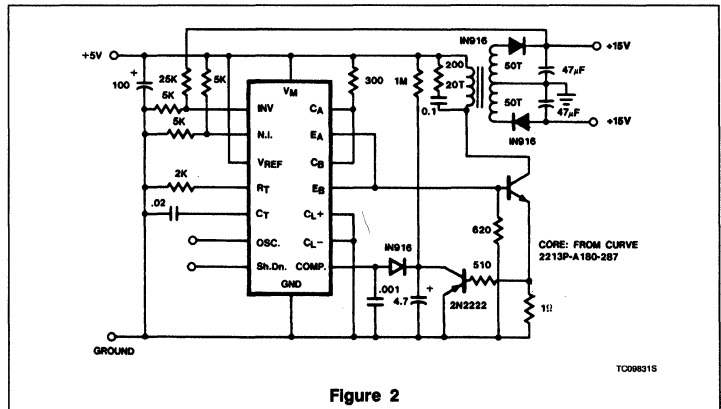 IN916
+5V
+15V
50T
47μF
200
20T
100
25K
5K
300
1M
VM
5K
INV
CA
0.1
50T
47μF
+15V
IN916
5K
N.I.
EA
VREF
CB
2K
RT
EB
.02
CT
CL+
620
CORE: FROM CURVE
2213P-A180-287
OSC.
CL−
IN916
510
Sh.Dn.
COMP.
GND
.001
4.7
+
2N2222
1Ω
+
GROUND
TC09831S
Figure 2